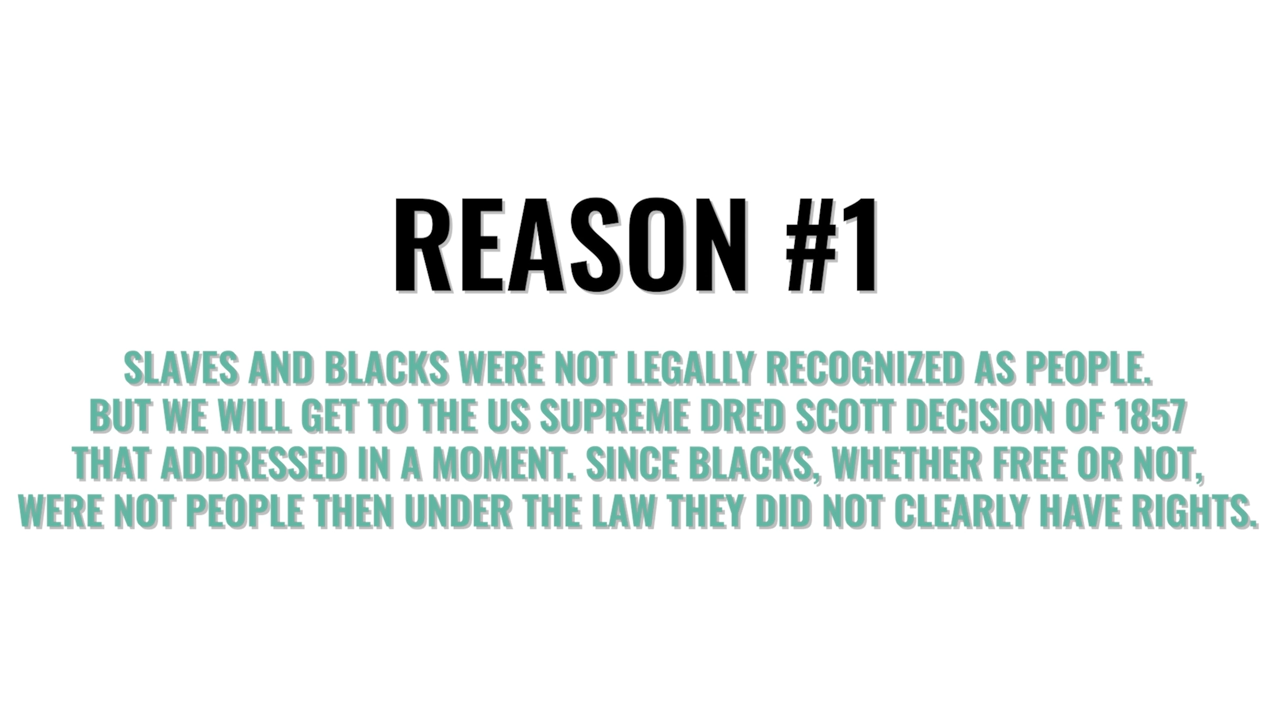 REASON #1
SLAVES AND BLACKS WERE NOT LEGALLY RECOGNIZED AS PEOPLE.
BUT WE WILL GET TO THE US SUPREME DRED SCOTT DECISION OF 1857
THAT ADDRESSED IN A MOMENT. SINCE BLACKS, WHETHER FREE OR NOT,
WERE NOT PEOPLE THEN UNDER THE LAW THEY DID NOT CLEARLY HAVE RIGHTS.